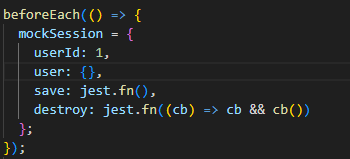 beforeEach(() => {
  mockSession = {
    userId: 1,
    user: {},
    save: jest.fn(),
    destroy: jest.fn((cb) => cb && cb())
  };
});